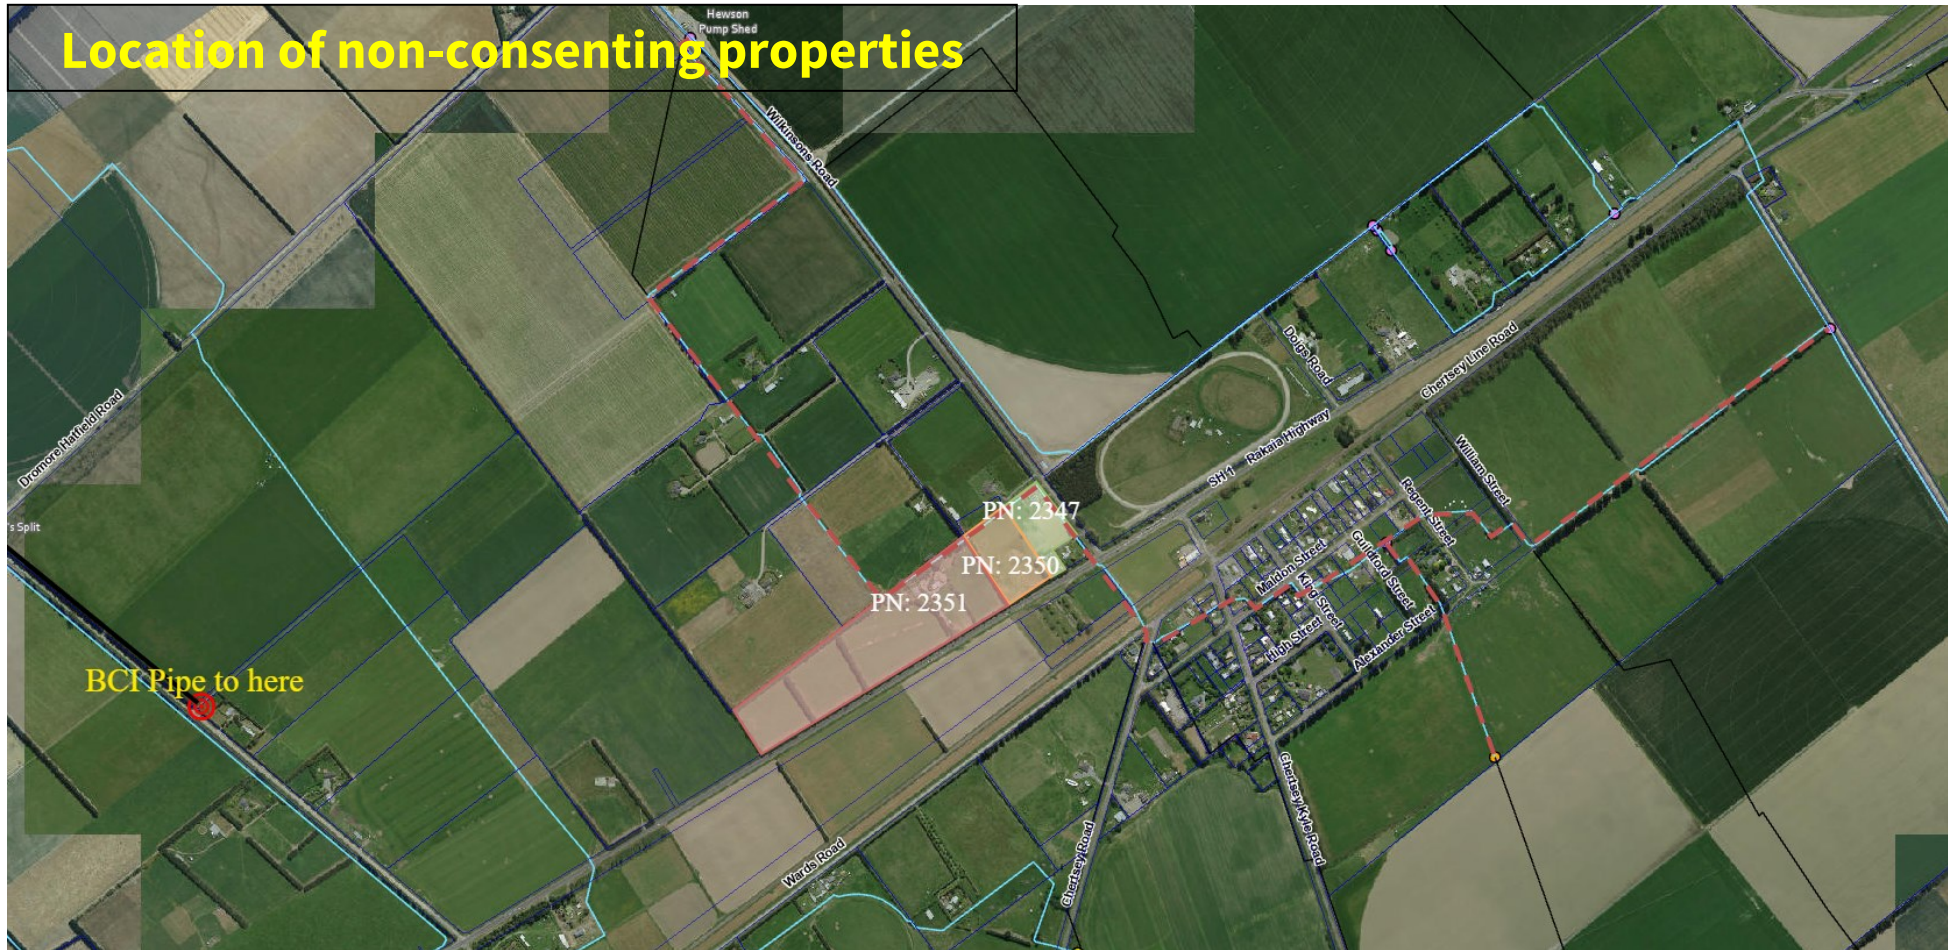 Hewson
Pump Shed
Location of non-consenting properties
Wilkinsons Road
Dromore Hatfield Road
's Split
Doigs Road
Chertsey Line Road
SH 1 Rakaia Highway
William Street
Regent Street
PN: 2347
PN: 2350
PN: 2351
Maldon Street
Guildford Street
King Street
High Street
Alexander Street
BCI Pipe to here
Chertsey Kyle Road
Wards Road
Chertsey Road